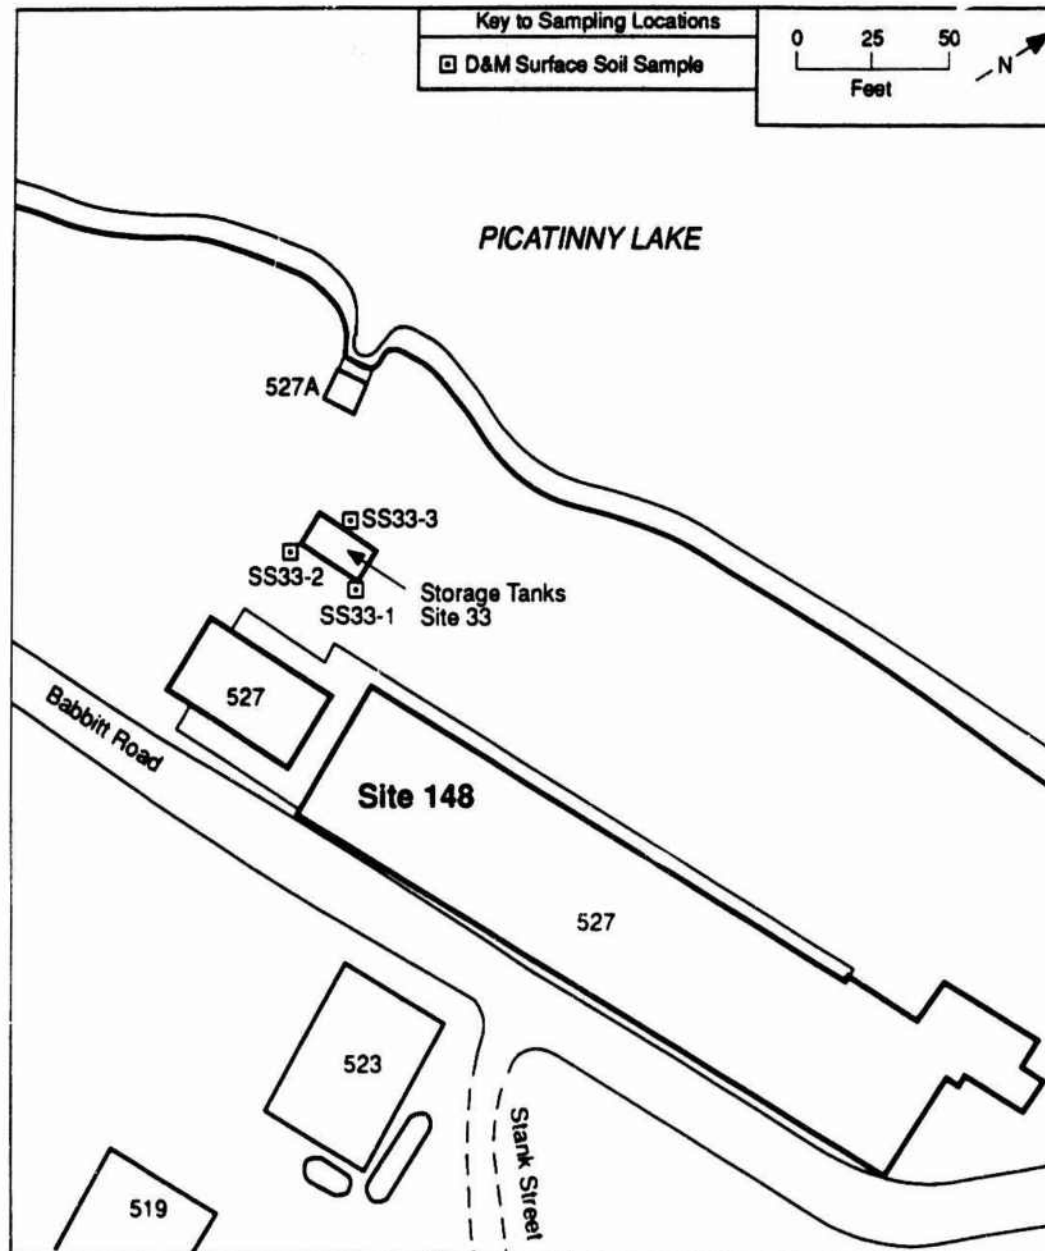 Key to Sampling Locations
D&M Surface Soil Sample
0 25 50
Feet
N
PICATINNY LAKE
527A
SS33-3
SS33-2
SS33-1
Storage Tanks
Site 33
527
Babbitt Road
Site 148
527
523
Stank Street
519